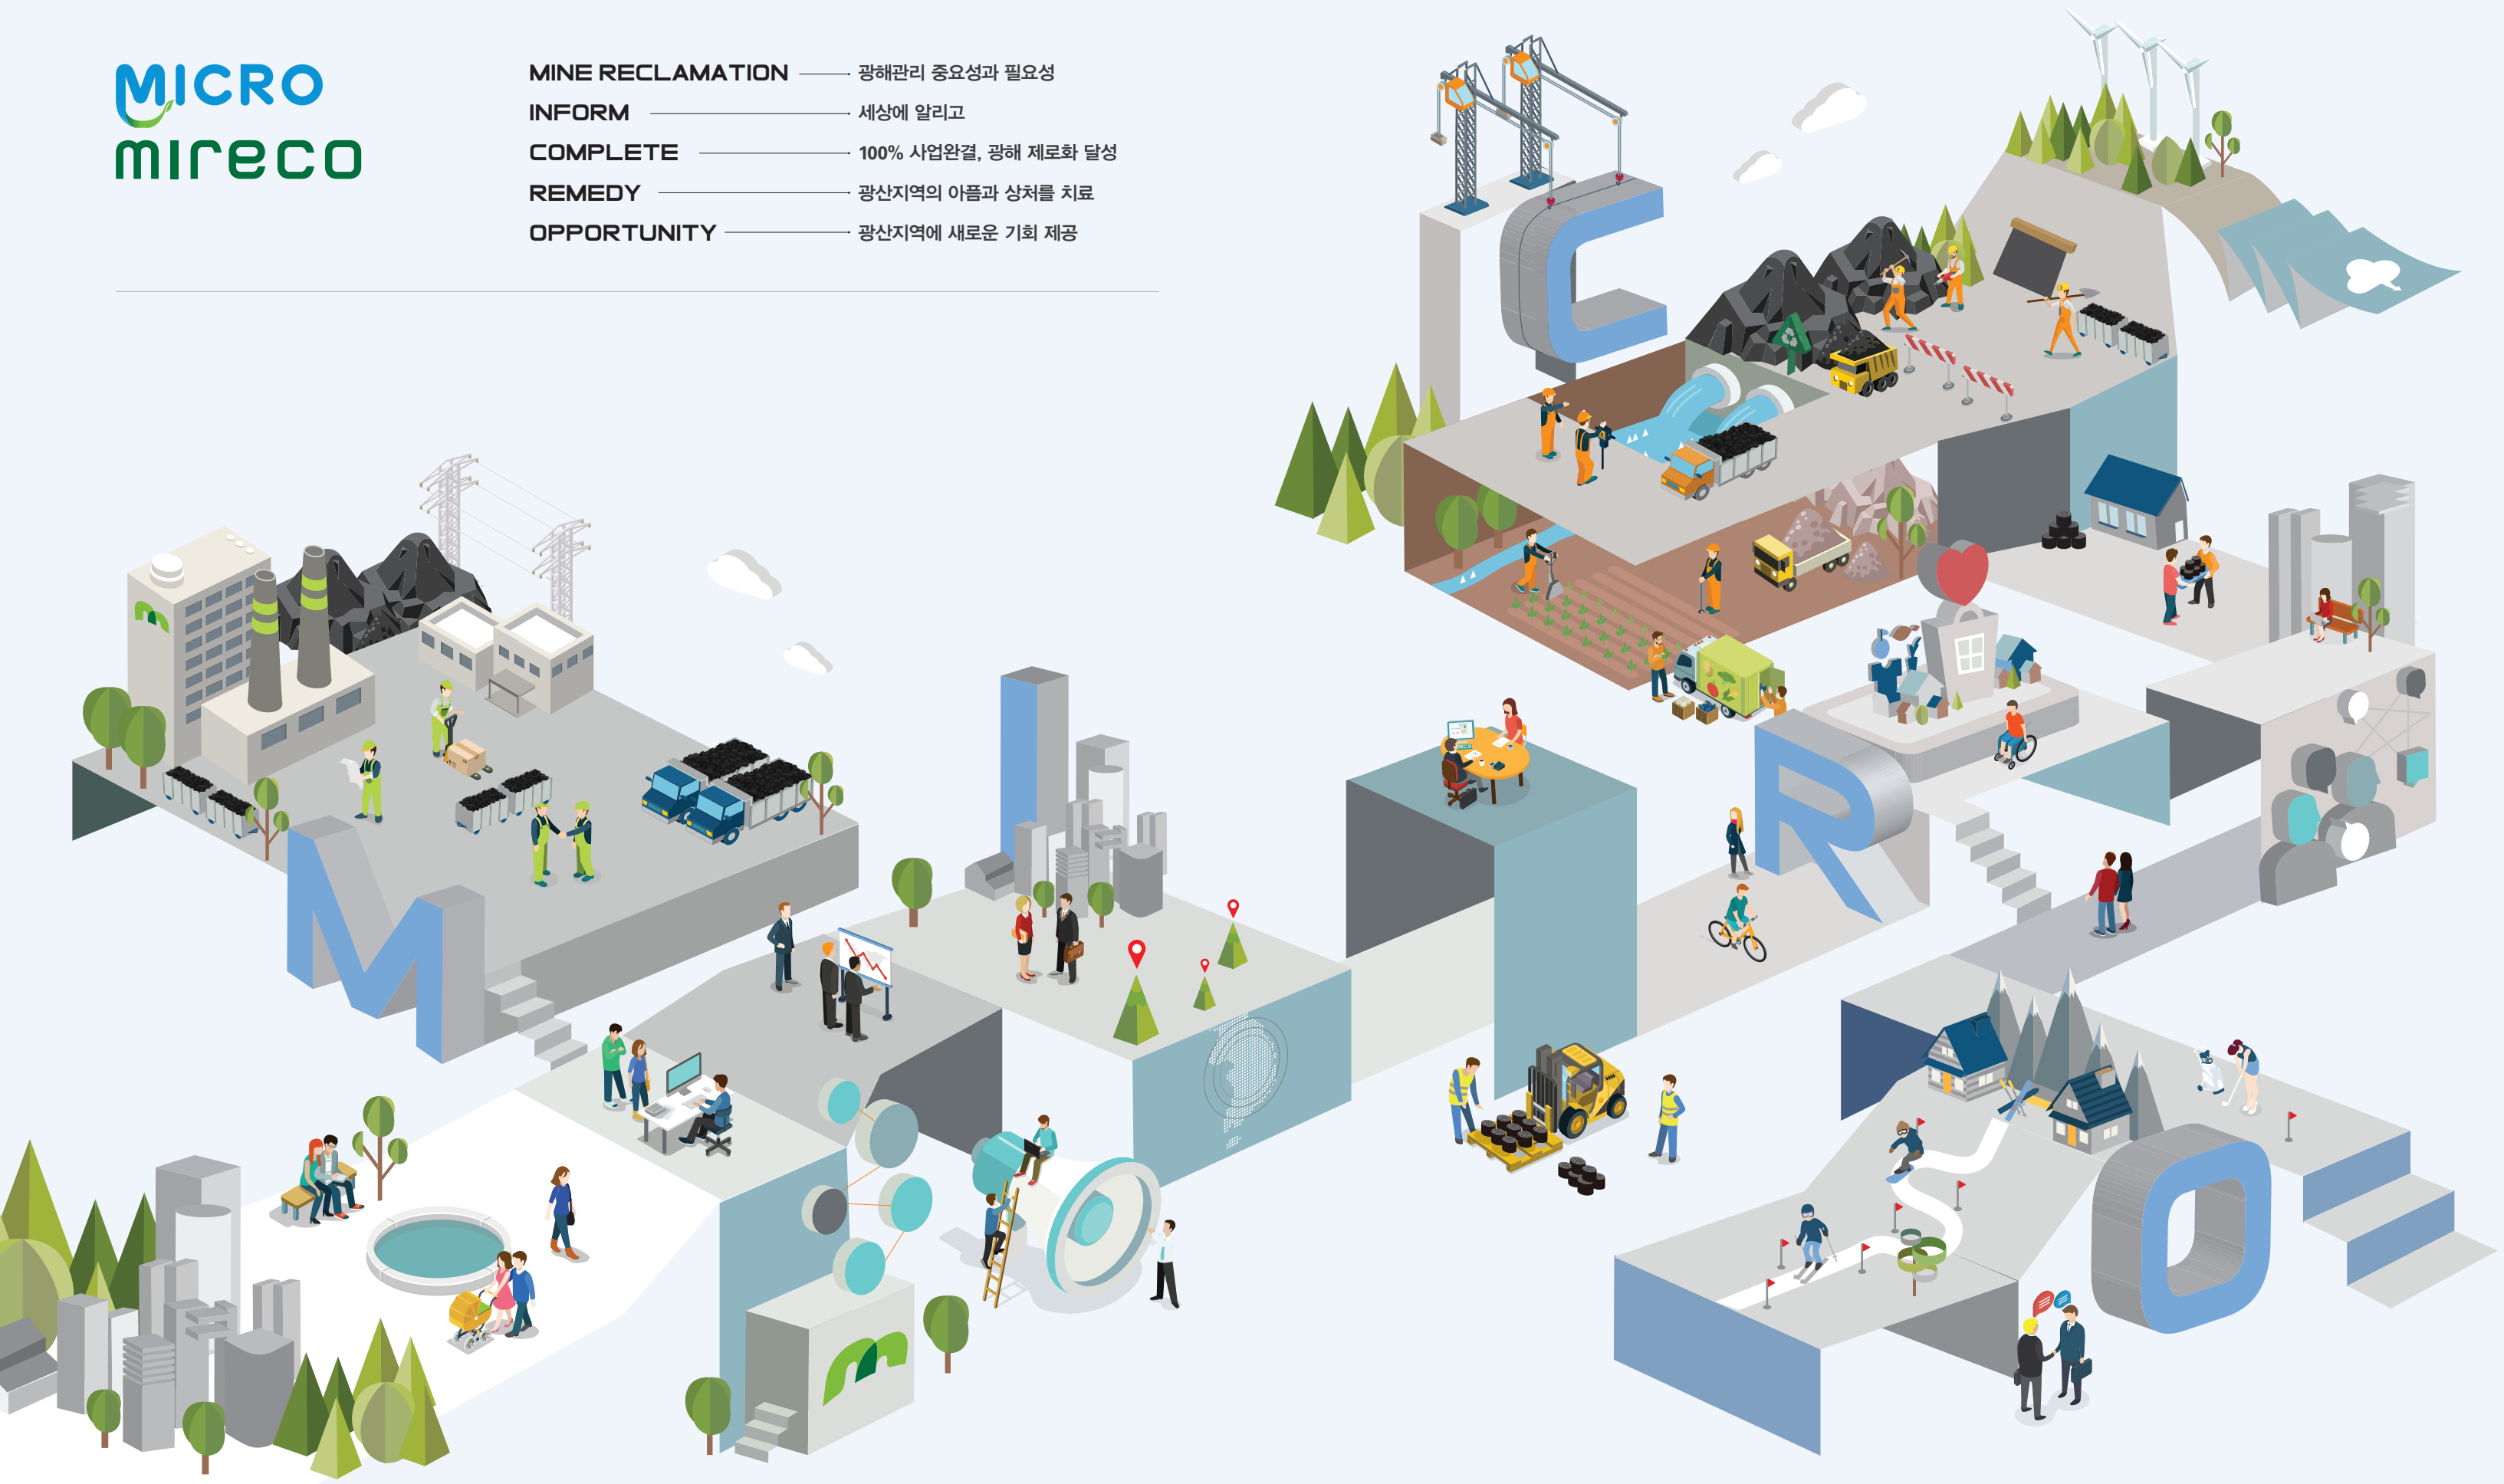 MICRO
mireco
MINE RECLAMATION 광해관리 중요성과 필요성
INFORM 세상에 알리고
COMPLETE 100% 사업완결, 광해 제로화 달성
REMEDY 광산지역의 아픔과 상처를 치료
OPPORTUNITY 광산지역에 새로운 기회 제공
M
I
C
R
O